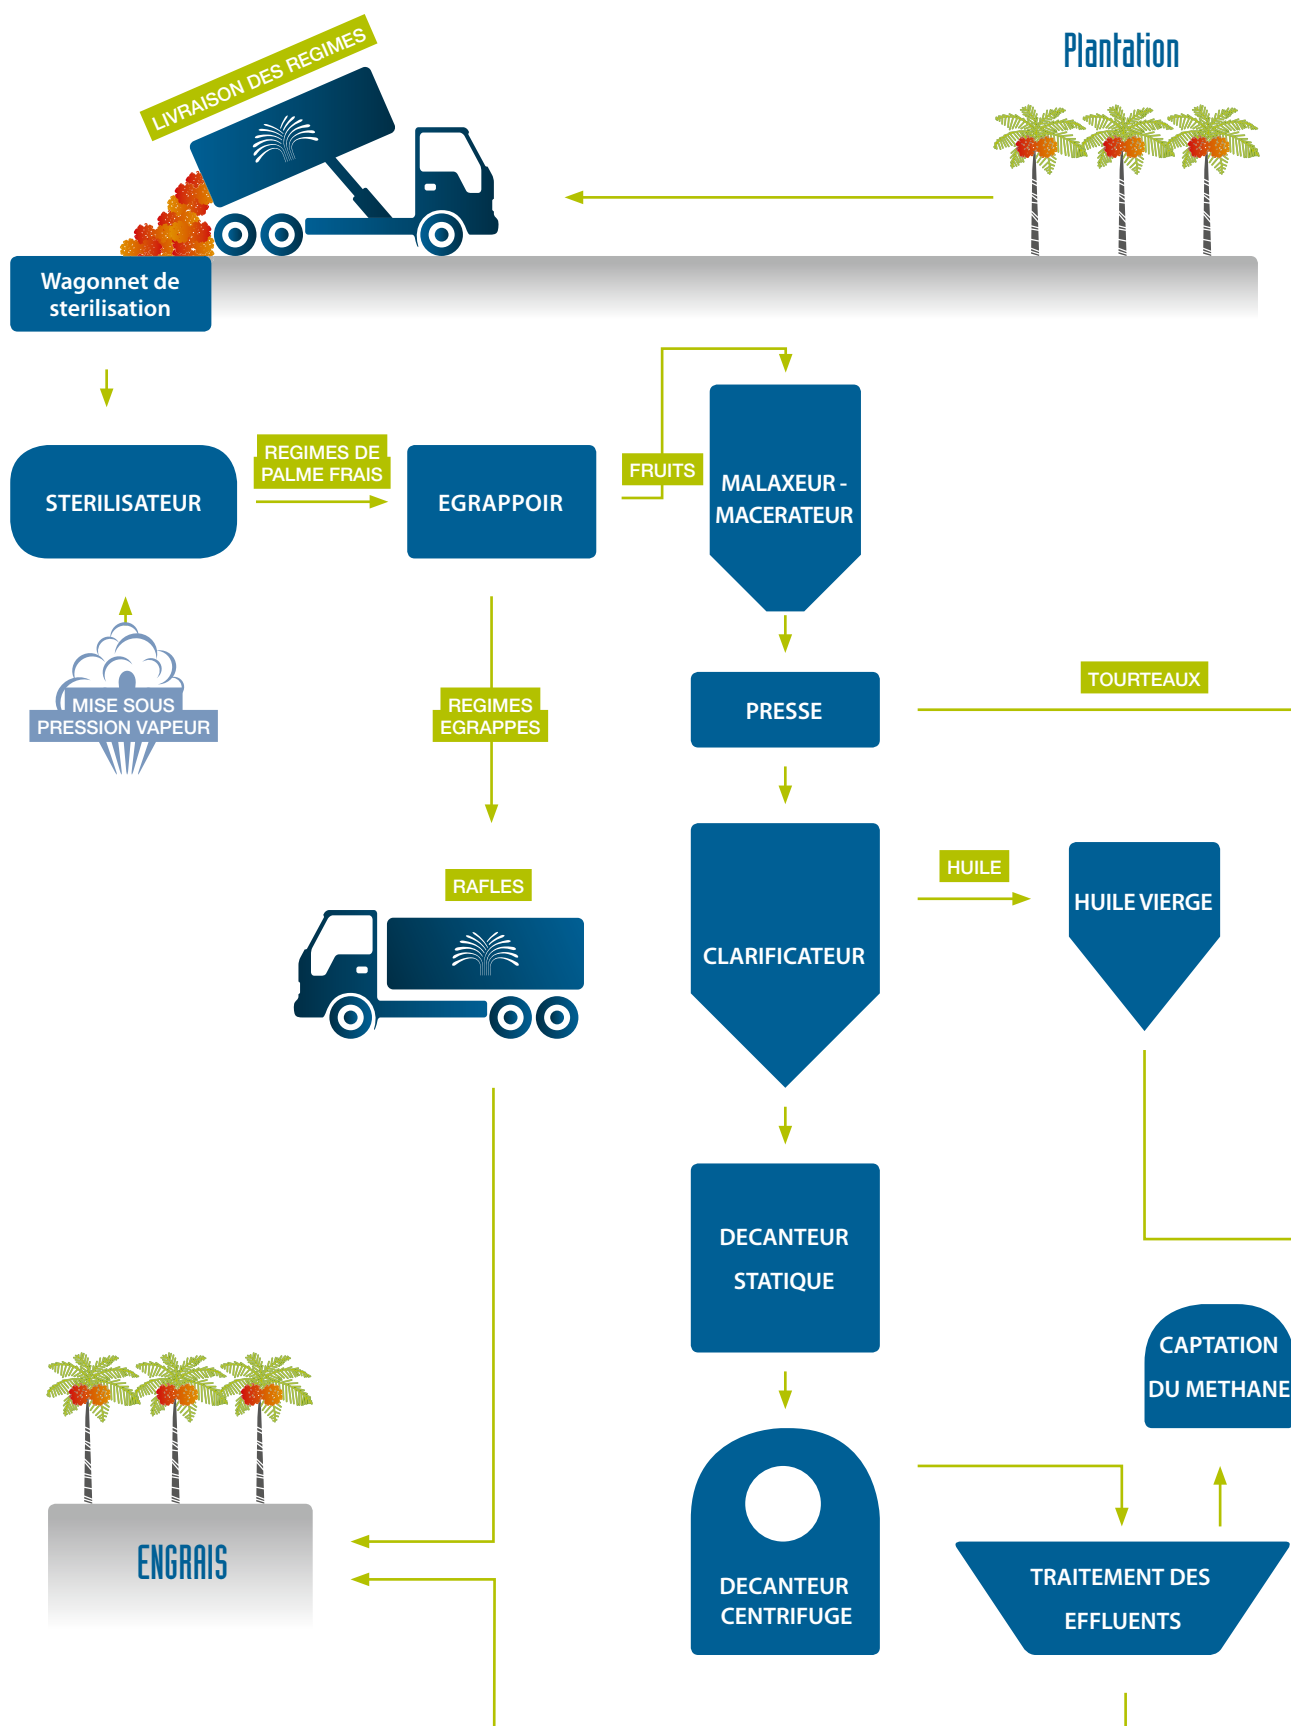 LIVRAISON DES REGIMES
Plantation
Wagonnet de
sterilisation
STERILISATEUR
REGIMES DE
PALME FRAIS
EGRAPPOIR
FRUITS
MALAXEUR -
MACERATEUR
MISE SOUS
PRESSION VAPEUR
REGIMES
EGRAPPES
PRESSE
TOURTEAUX
RAFLES
CLARIFICATEUR
HUILE
HUILE VIERGE
DECANTEUR
STATIQUE
CAPTATION
DU METHANE
ENGRAIS
DECANTEUR
CENTRIFUGE
TRAITEMENT DES
EFFLUENTS